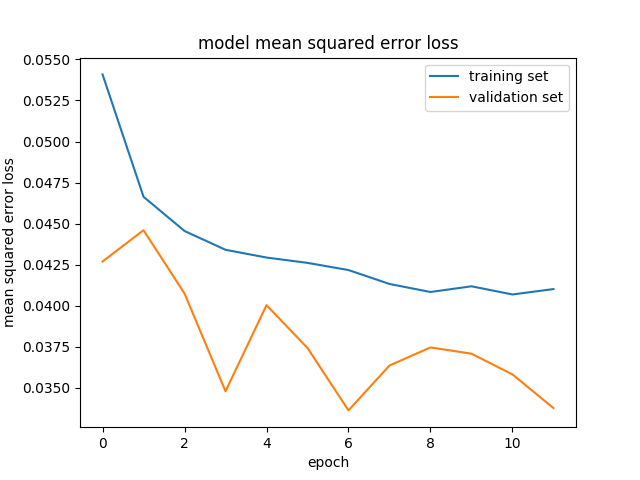 model mean squared error loss
training set
validation set
0.0550
0.0525
0.0500
0.0475
0.0450
0.0425
0.0400
0.0375
0.0350
mean squared error loss
0 2 4 6 8 10
epoch